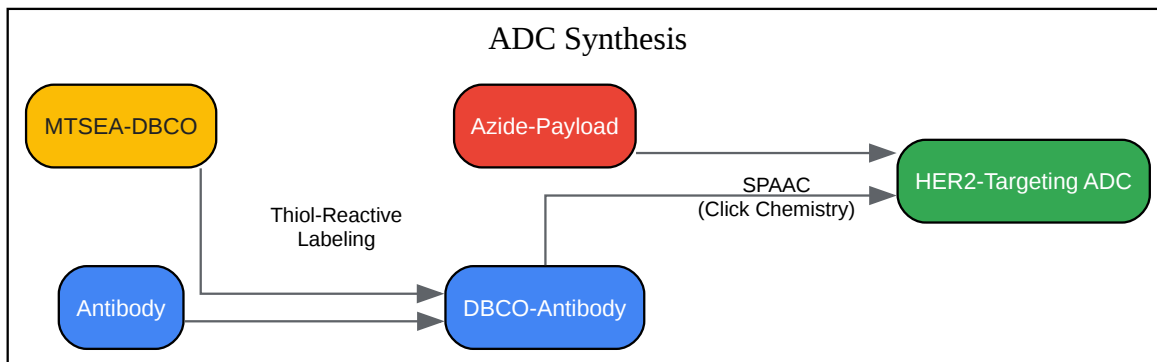 ADC Synthesis
MTSEA-DBCO
Azide-Payload
HER2-Targeting ADC
SPAAC
(Click Chemistry)
Thiol-Reactive
Labeling
Antibody
DBCO-Antibody